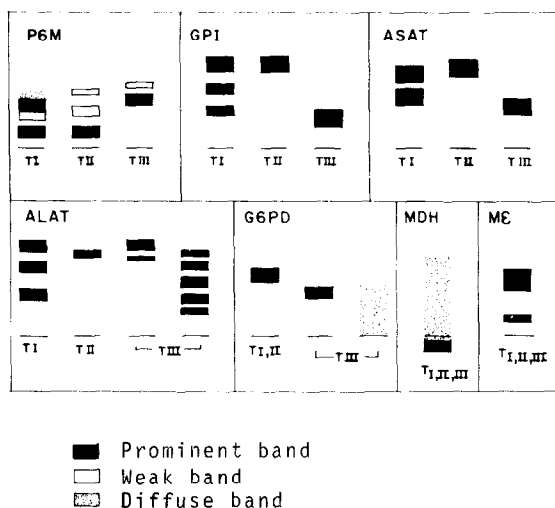 P6M GPI ASAT
TI TII TIII TI TII TIII TI TII TIII
ALAT G6PD MDH ME
TI TII TIII TI,II TIII TI,II,III TI,II,III
Prominent band
Weak band
Diffuse band